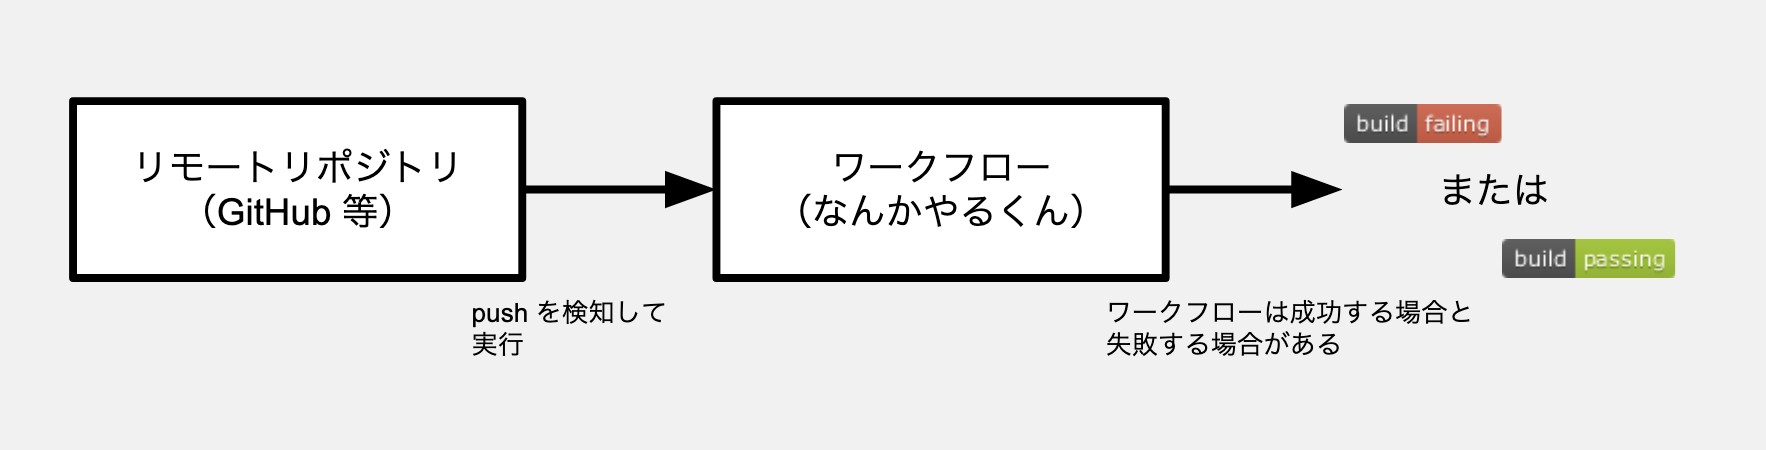 リモートリポジトリ
（GitHub 等）
push を検知して
実行
ワークフロー
（なんかやるくん）
ワークフローは成功する場合と
失敗する場合がある
build failing
または
build passing